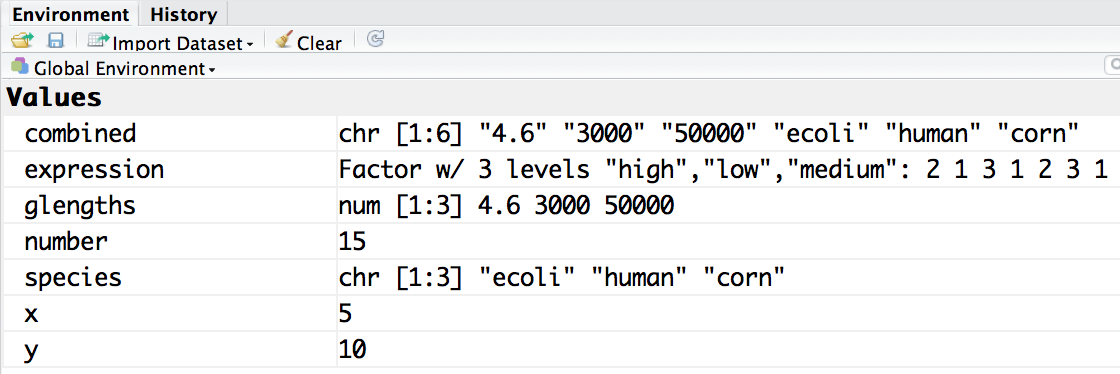 Environment History
Import Dataset Clear
Global Environment
Values
combined chr [1:6] "4.6" "3000" "50000" "ecoli" "human" "corn"
expression Factor w/ 3 levels "high","low","medium": 2 1 3 1 2 3 1
glengths num [1:3] 4.6 3000 50000
number 15
species chr [1:3] "ecoli" "human" "corn"
x 5
y 10